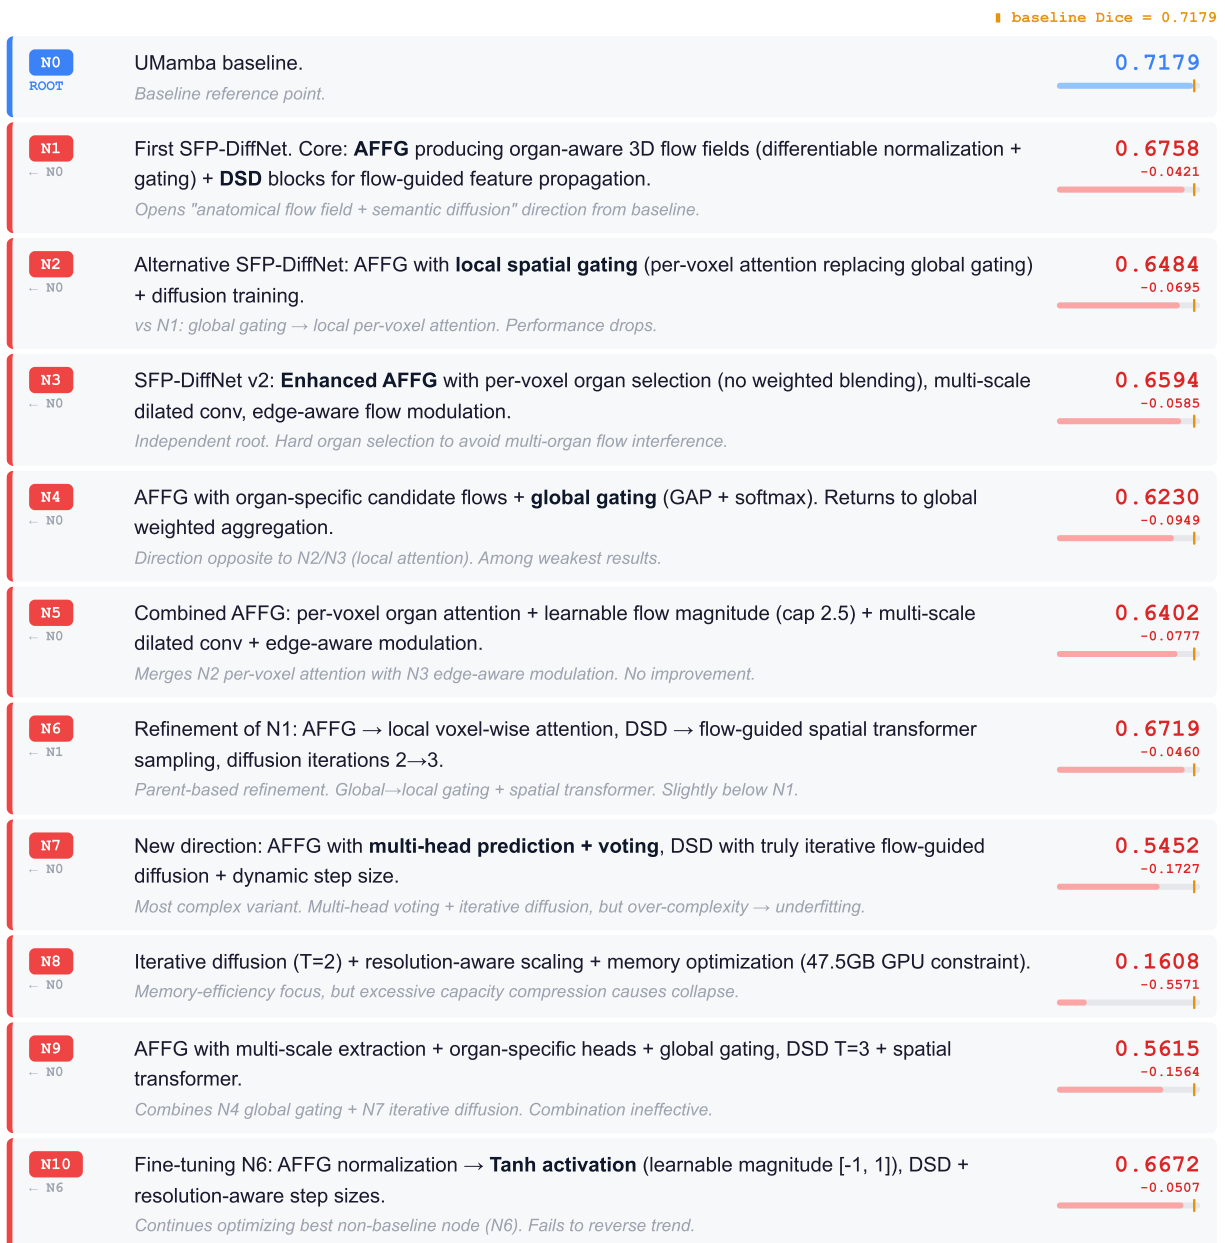 ▮ baseline Dice = 0.7179
N0
← ROOT
UMamba baseline.
Baseline reference point.
0.7179
N1
← N0
First SFP-DiffNet. Core: AFFG producing organ-aware 3D flow fields (differentiable normalization +
gating) + DSD blocks for flow-guided feature propagation.
Opens "anatomical flow field + semantic diffusion" direction from baseline.
0.6758
-0.0421
N2
← N0
Alternative SFP-DiffNet: AFFG with local spatial gating (per-voxel attention replacing global gating)
+ diffusion training.
vs N1: global gating → local per-voxel attention. Performance drops.
0.6484
-0.0695
N3
← N0
SFP-DiffNet v2: Enhanced AFFG with per-voxel organ selection (no weighted blending), multi-scale
dilated conv, edge-aware flow modulation.
Independent root. Hard organ selection to avoid multi-organ flow interference.
0.6594
-0.0585
N4
← N0
AFFG with organ-specific candidate flows + global gating (GAP + softmax). Returns to global
weighted aggregation.
Direction opposite to N2/N3 (local attention). Among weakest results.
0.6230
-0.0949
N5
← N0
Combined AFFG: per-voxel organ attention + learnable flow magnitude (cap 2.5) + multi-scale
dilated conv + edge-aware modulation.
Merges N2 per-voxel attention with N3 edge-aware modulation. No improvement.
0.6402
-0.0777
N6
← N1
Refinement of N1: AFFG → local voxel-wise attention, DSD → flow-guided spatial transformer
sampling, diffusion iterations 2→3.
Parent-based refinement. Global→local gating + spatial transformer. Slightly below N1.
0.6719
-0.0460
N7
← N0
New direction: AFFG with multi-head prediction + voting, DSD with truly iterative flow-guided
diffusion + dynamic step size.
Most complex variant. Multi-head voting + iterative diffusion, but over-complexity → underfitting.
0.5452
-0.1727
N8
← N0
Iterative diffusion (T=2) + resolution-aware scaling + memory optimization (47.5GB GPU constraint).
Memory-efficiency focus, but excessive capacity compression causes collapse.
0.1608
-0.5571
N9
← N0
AFFG with multi-scale extraction + organ-specific heads + global gating, DSD T=3 + spatial
transformer.
Combines N4 global gating + N7 iterative diffusion. Combination ineffective.
0.5615
-0.1564
N10
← N6
Fine-tuning N6: AFFG normalization → Tanh activation (learnable magnitude [-1, 1]), DSD +
resolution-aware step sizes.
Continues optimizing best non-baseline node (N6). Fails to reverse trend.
0.6672
-0.0507